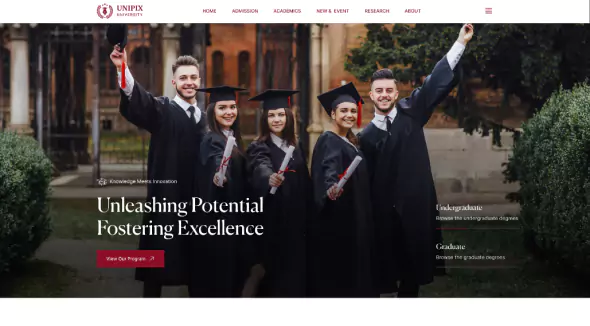 UNIPIX
UNIVERSITY
HOME
ADMISSION
ACADEMICS
NEW & EVENT
RESEARCH
ABOUT
Knowledge Meets Innovation
Unleashing Potential
Fostering Excellence
View Our Program
Undergraduate
Browse the undergraduate degrees
Graduate
Browse the graduate degrees